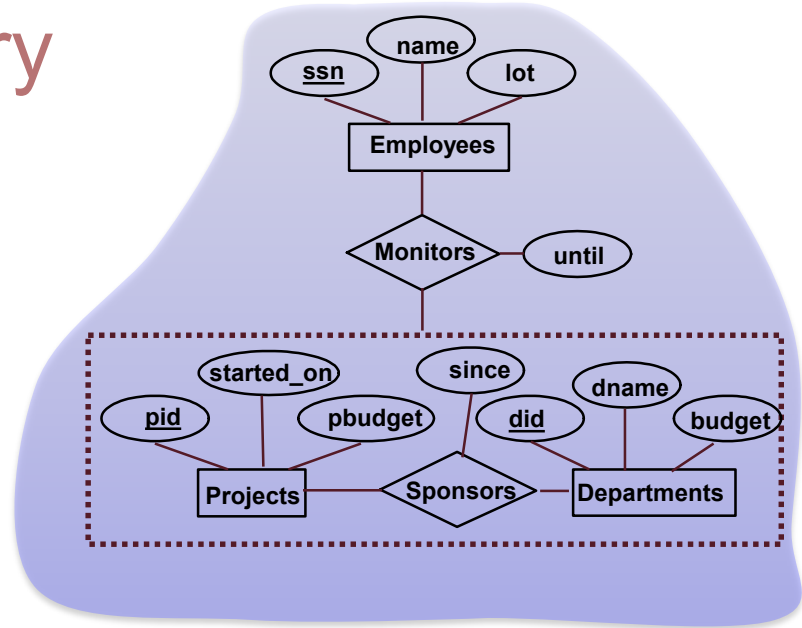 ry
name
ssn
lot
Employees
Monitors
until
started_on
since
dname
pid
pbudget
did
budget
Projects
Sponsors
Departments